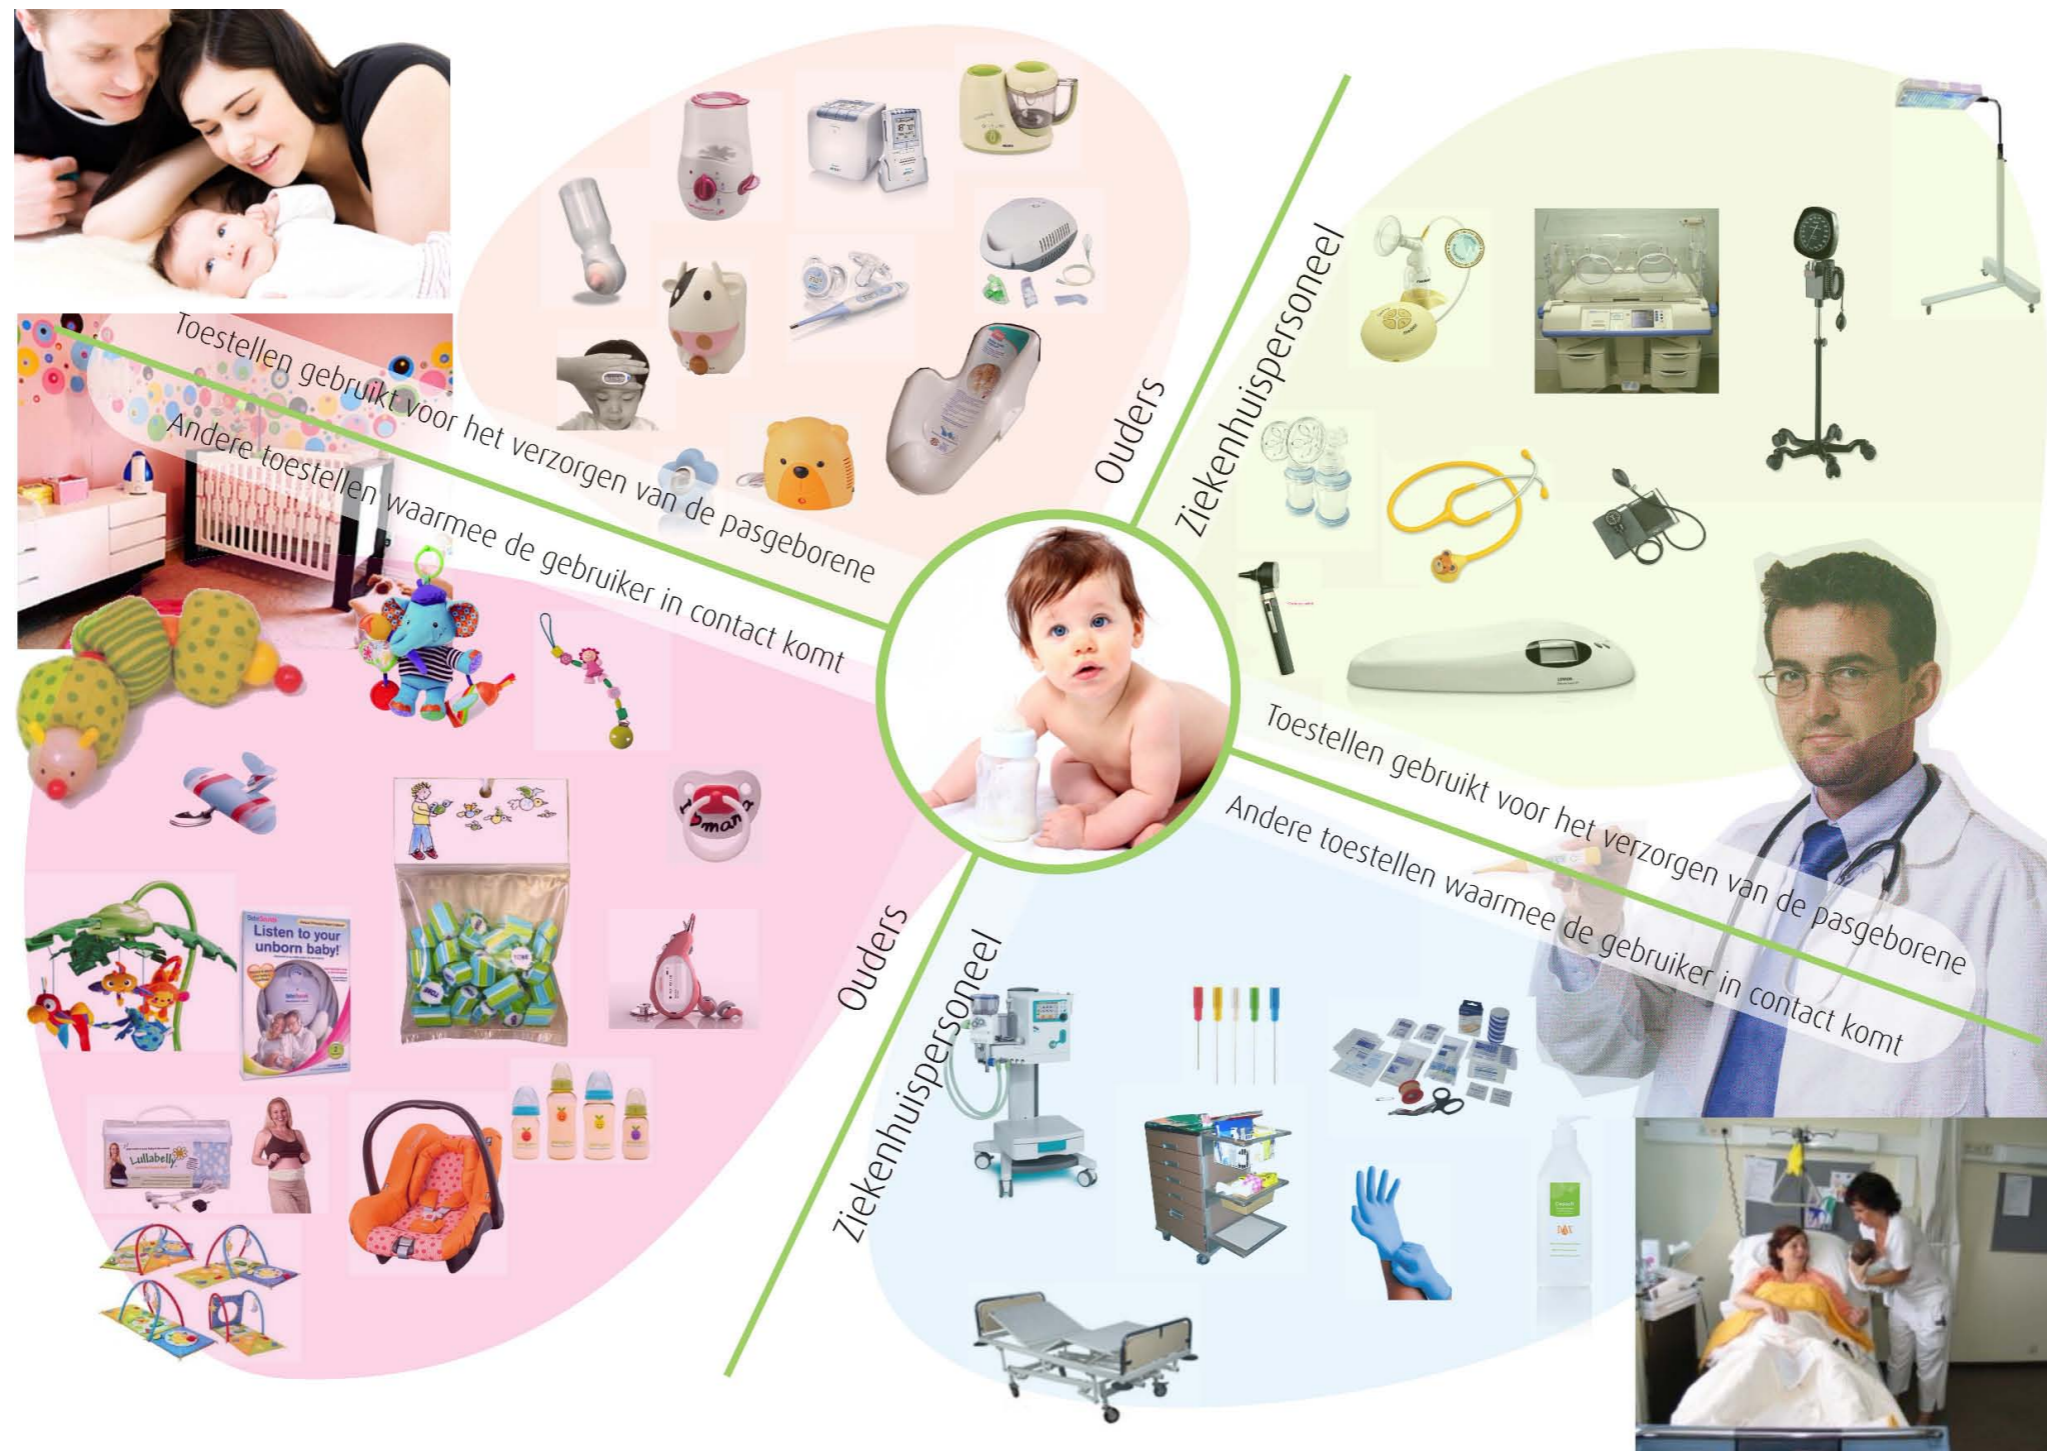 Toestellen gebruikt voor het verzorgen van de pasgeborene
Andere toestellen waarmee de gebruiker in contact komt
Ouders
Ziekenhuispersoneel
Toestellen gebruikt voor het verzorgen van de pasgeborene
Andere toestellen waarmee de gebruiker in contact komt
Ouders
Ziekenhuispersoneel
Listen to your
unborn baby!
Lullabelly